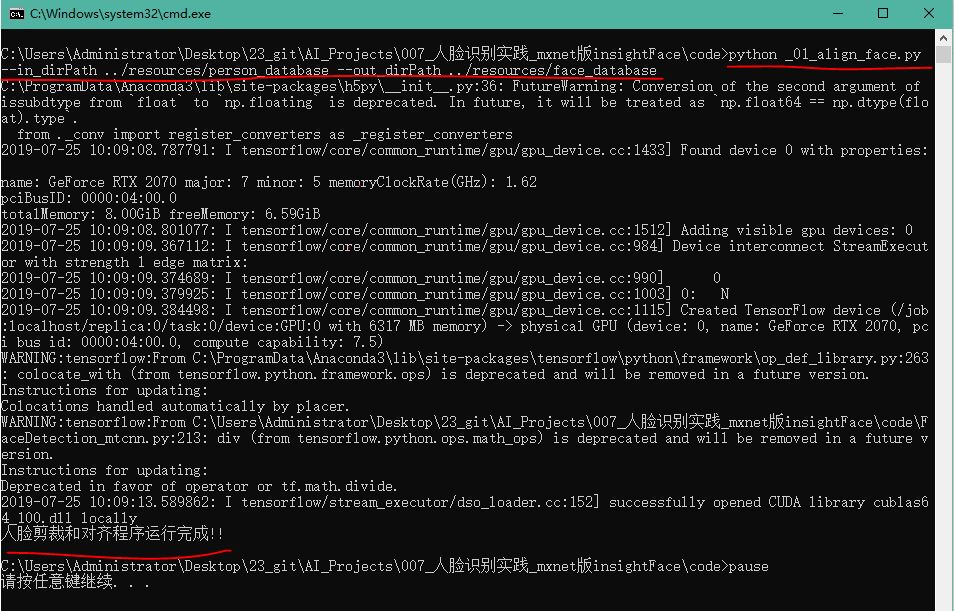 C:\Windows\system32\cmd.exe
C:\Users\Administrator\Desktop\23_git\AI_Projects\007_人脸识别实践_mxnet版insightFace\code>python _01_align_face.py
--in_dirPath ../resources/person_database --out_dirPath ../resources/face_database
C:\ProgramData\Anaconda3\lib\site-packages\h5py\__init__.py:36: FutureWarning: Conversion of the second argument of
issubdtype from `float` to `np.floating` is deprecated. In future, it will be treated as `np.float64 == np.dtype(flo
at).type`.
  from ._conv import register_converters as _register_converters
2019-07-25 10:09:08.787791: I tensorflow/core/common_runtime/gpu/gpu_device.cc:1433] Found device 0 with properties:
name: GeForce RTX 2070 major: 7 minor: 5 memoryClockRate(GHz): 1.62
pciBusID: 0000:04:00.0
totalMemory: 8.00GiB freeMemory: 6.59GiB
2019-07-25 10:09:08.801077: I tensorflow/core/common_runtime/gpu/gpu_device.cc:1512] Adding visible gpu devices: 0
2019-07-25 10:09:09.367112: I tensorflow/core/common_runtime/gpu/gpu_device.cc:984] Device interconnect StreamExecut
or with strength 1 edge matrix:
2019-07-25 10:09:09.374689: I tensorflow/core/common_runtime/gpu/gpu_device.cc:990]      0
2019-07-25 10:09:09.379925: I tensorflow/core/common_runtime/gpu/gpu_device.cc:1003] 0:   N
2019-07-25 10:09:09.384498: I tensorflow/core/common_runtime/gpu/gpu_device.cc:1115] Created TensorFlow device (/job
:localhost/replica:0/task:0/device:GPU:0 with 6317 MB memory) -> physical GPU (device: 0, name: GeForce RTX 2070, pc
i bus id: 0000:04:00.0, compute capability: 7.5)
WARNING:tensorflow:From C:\ProgramData\Anaconda3\lib\site-packages\tensorflow\python\framework\op_def_library.py:263
: colocate_with (from tensorflow.python.framework.ops) is deprecated and will be removed in a future version.
Instructions for updating:
Colocations handled automatically by placer.
WARNING:tensorflow:From C:\Users\Administrator\Desktop\23_git\AI_Projects\007_人脸识别实践_mxnet版insightFace\code\F
aceDetection_mtcnn.py:213: div (from tensorflow.python.ops.math_ops) is deprecated and will be removed in a future v
ersion.
Instructions for updating:
Deprecated in favor of operator or tf.math.divide.
2019-07-25 10:09:13.589862: I tensorflow/stream_executor/dso_loader.cc:152] successfully opened CUDA library cublas6
4_100.dll locally
人脸剪裁和对齐程序运行完成!!
C:\Users\Administrator\Desktop\23_git\AI_Projects\007_人脸识别实践_mxnet版insightFace\code>pause
请按任意键继续. . .